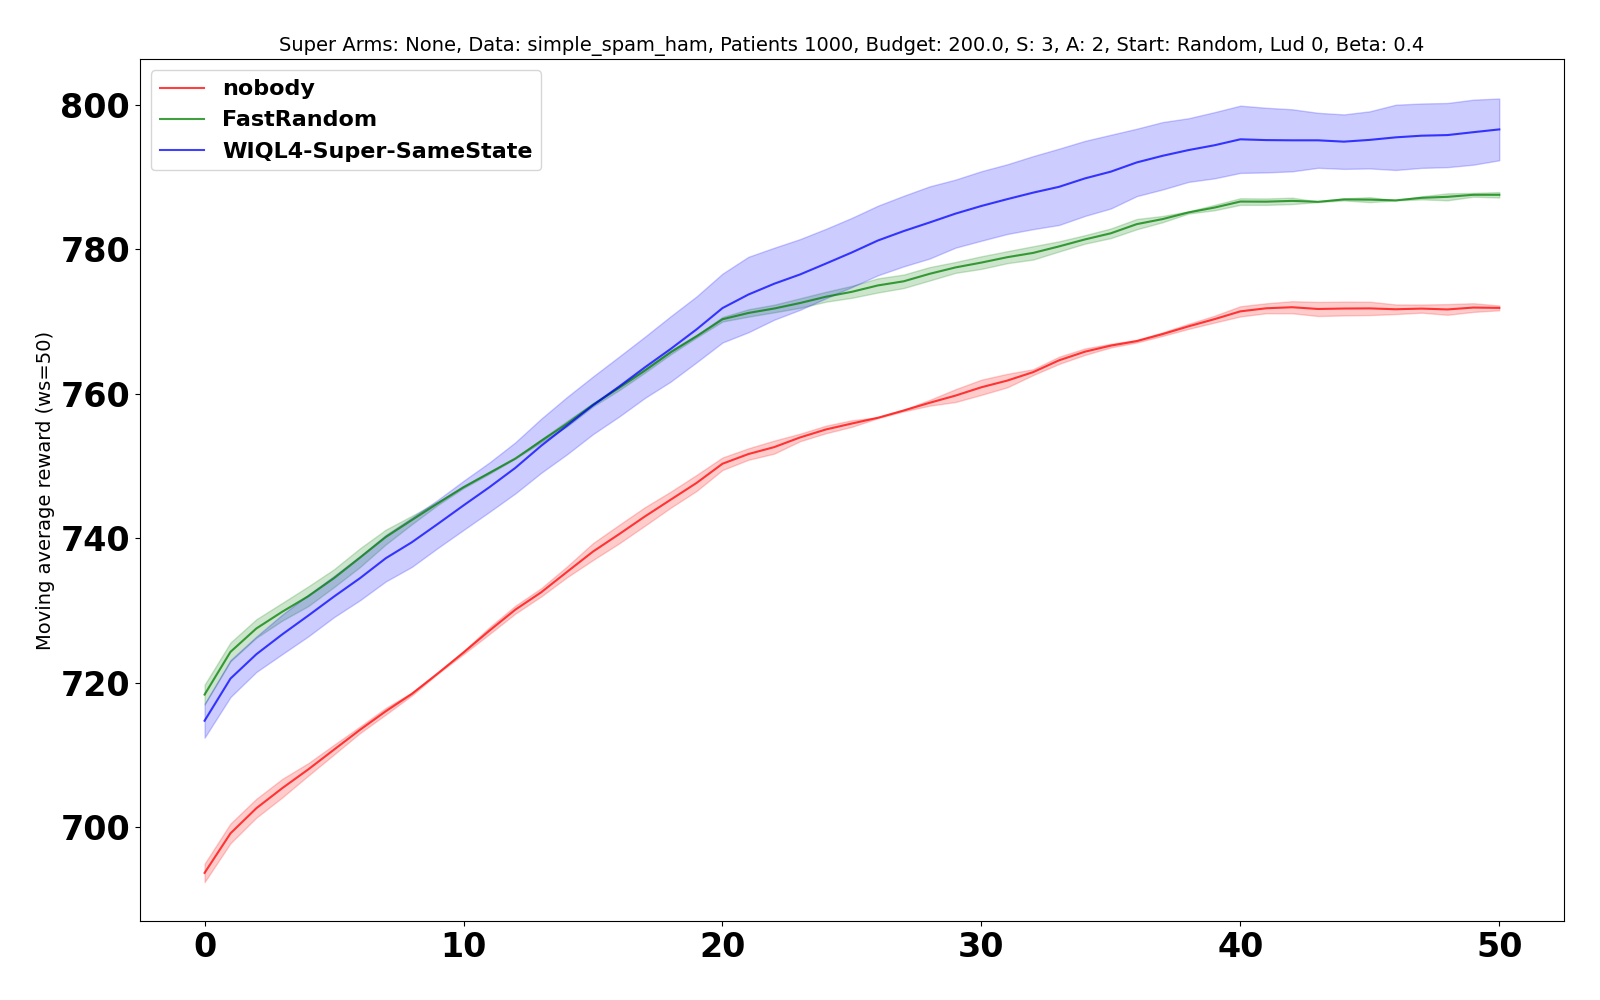 Super Arms: None, Data: simple_spam_ham, Patients 1000, Budget: 200.0, S: 3, A: 2, Start: Random, Lud 0, Beta: 0.4
nobody
FastRandom
WIQL4-Super-SameState
Moving average reward (ws=50)
800
780
760
740
720
700
0 10 20 30 40 50